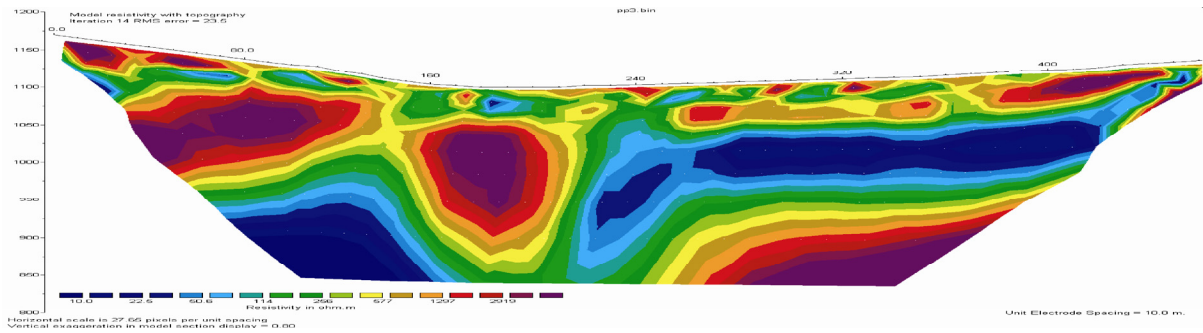 pp3.bin
Model resistivity with topography
Iteration 14 RMS error = 23.5
1200
1150
1100
1050
1000
950
900
850
800
0.0
80.0
160
240
320
400
10.0 22.5 50.6 114 256 577 1297 2919
Resistivity in ohm.m
Horizontal scale is 27.66 pixels per unit spacing
Vertical exaggeration in model section display = 0.80
Unit Electrode Spacing = 10.0 m.